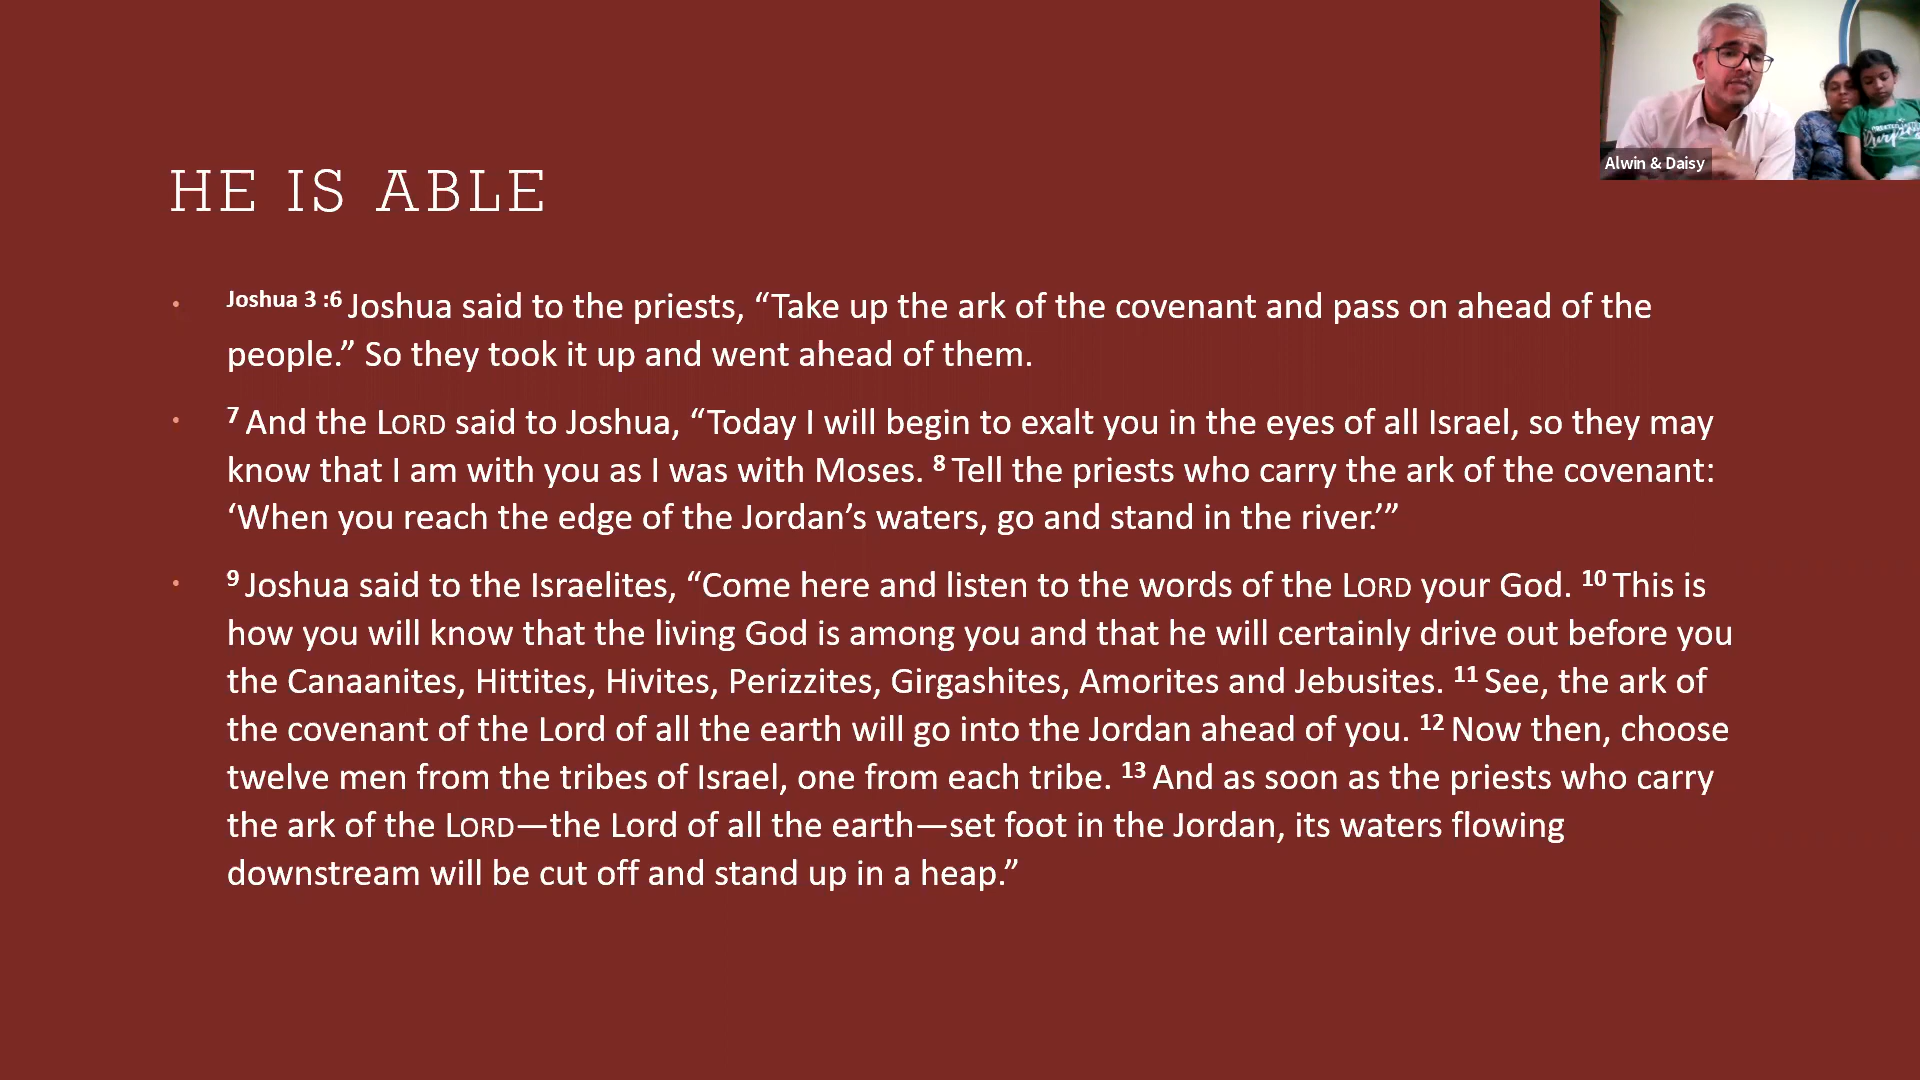 HE IS ABLE
Alwin & Daisy
• Joshua 3 :6 Joshua said to the priests, “Take up the ark of the covenant and pass on ahead of the
people.” So they took it up and went ahead of them.
• 7 And the LORD said to Joshua, “Today I will begin to exalt you in the eyes of all Israel, so they may
know that I am with you as I was with Moses. 8 Tell the priests who carry the ark of the covenant:
‘When you reach the edge of the Jordan’s waters, go and stand in the river.’”
• 9 Joshua said to the Israelites, “Come here and listen to the words of the LORD your God. 10 This is
how you will know that the living God is among you and that he will certainly drive out before you
the Canaanites, Hittites, Hivites, Perizzites, Girgashites, Amorites and Jebusites. 11 See, the ark of
the covenant of the Lord of all the earth will go into the Jordan ahead of you. 12 Now then, choose
twelve men from the tribes of Israel, one from each tribe. 13 And as soon as the priests who carry
the ark of the LORD—the Lord of all the earth—set foot in the Jordan, its waters flowing
downstream will be cut off and stand up in a heap.”